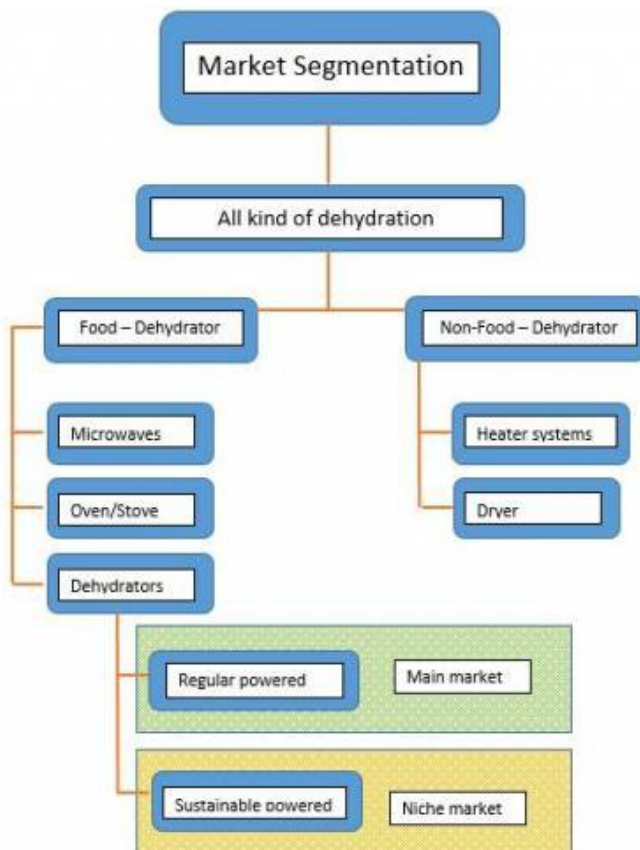 Market Segmentation
All kind of dehydration
Food – Dehydrator
Non-Food – Dehydrator
Microwaves
Heater systems
Oven/Stove
Dryer
Dehydrators
Regular powered
Main market
Sustainable powered
Niche market